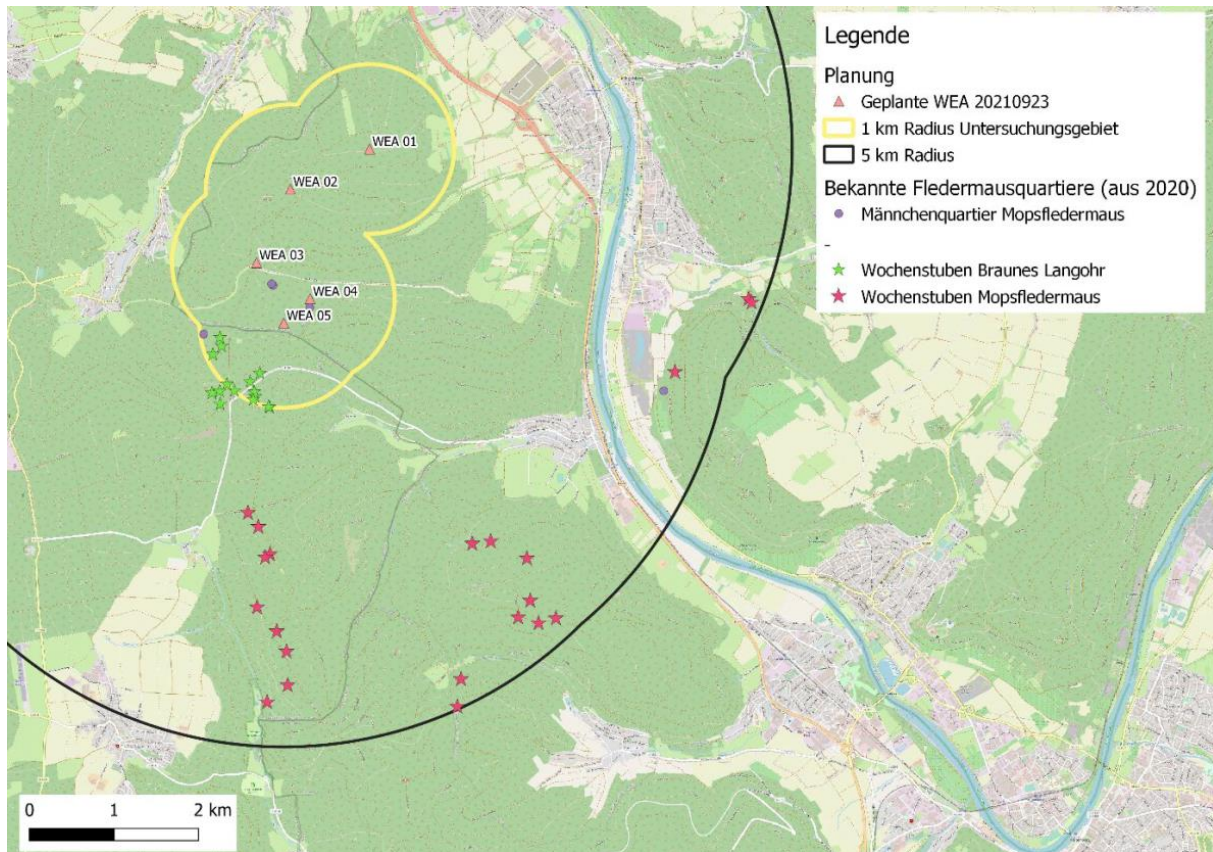 Legende
Planung
Geplante WEA 20210923
1 km Radius Untersuchungsgebiet
5 km Radius
Bekannte Fledermausquartiere (aus 2020)
Männchenquartier Mopsfledermaus
-
Wochenstuben Braunes Langohr
Wochenstuben Mopsfledermaus
WEA 01
WEA 02
WEA 03
WEA 04
WEA 05
0 1 2 km